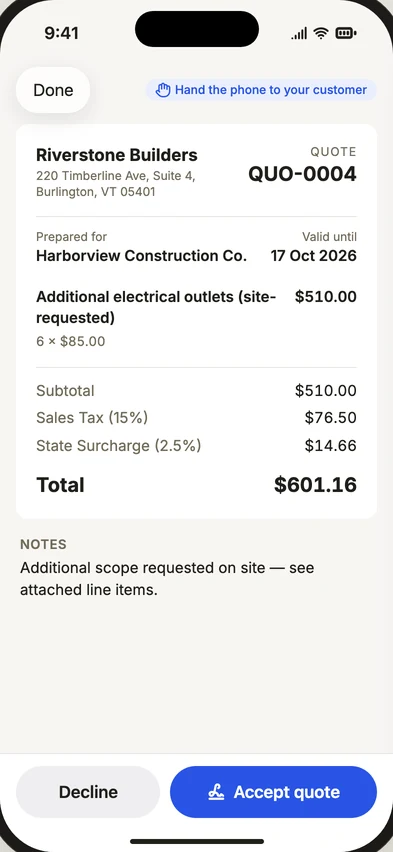 9:41
Done
Hand the phone to your customer
Riverstone Builders
220 Timberline Ave, Suite 4,
Burlington, VT 05401
QUOTE
QUO-0004
Prepared for
Harborview Construction Co.
Valid until
17 Oct 2026
Additional electrical outlets (site-
requested)
$510.00
6 × $85.00
Subtotal $510.00
Sales Tax (15%) $76.50
State Surcharge (2.5%) $14.66
Total $601.16
NOTES
Additional scope requested on site — see
attached line items.
Decline
Accept quote